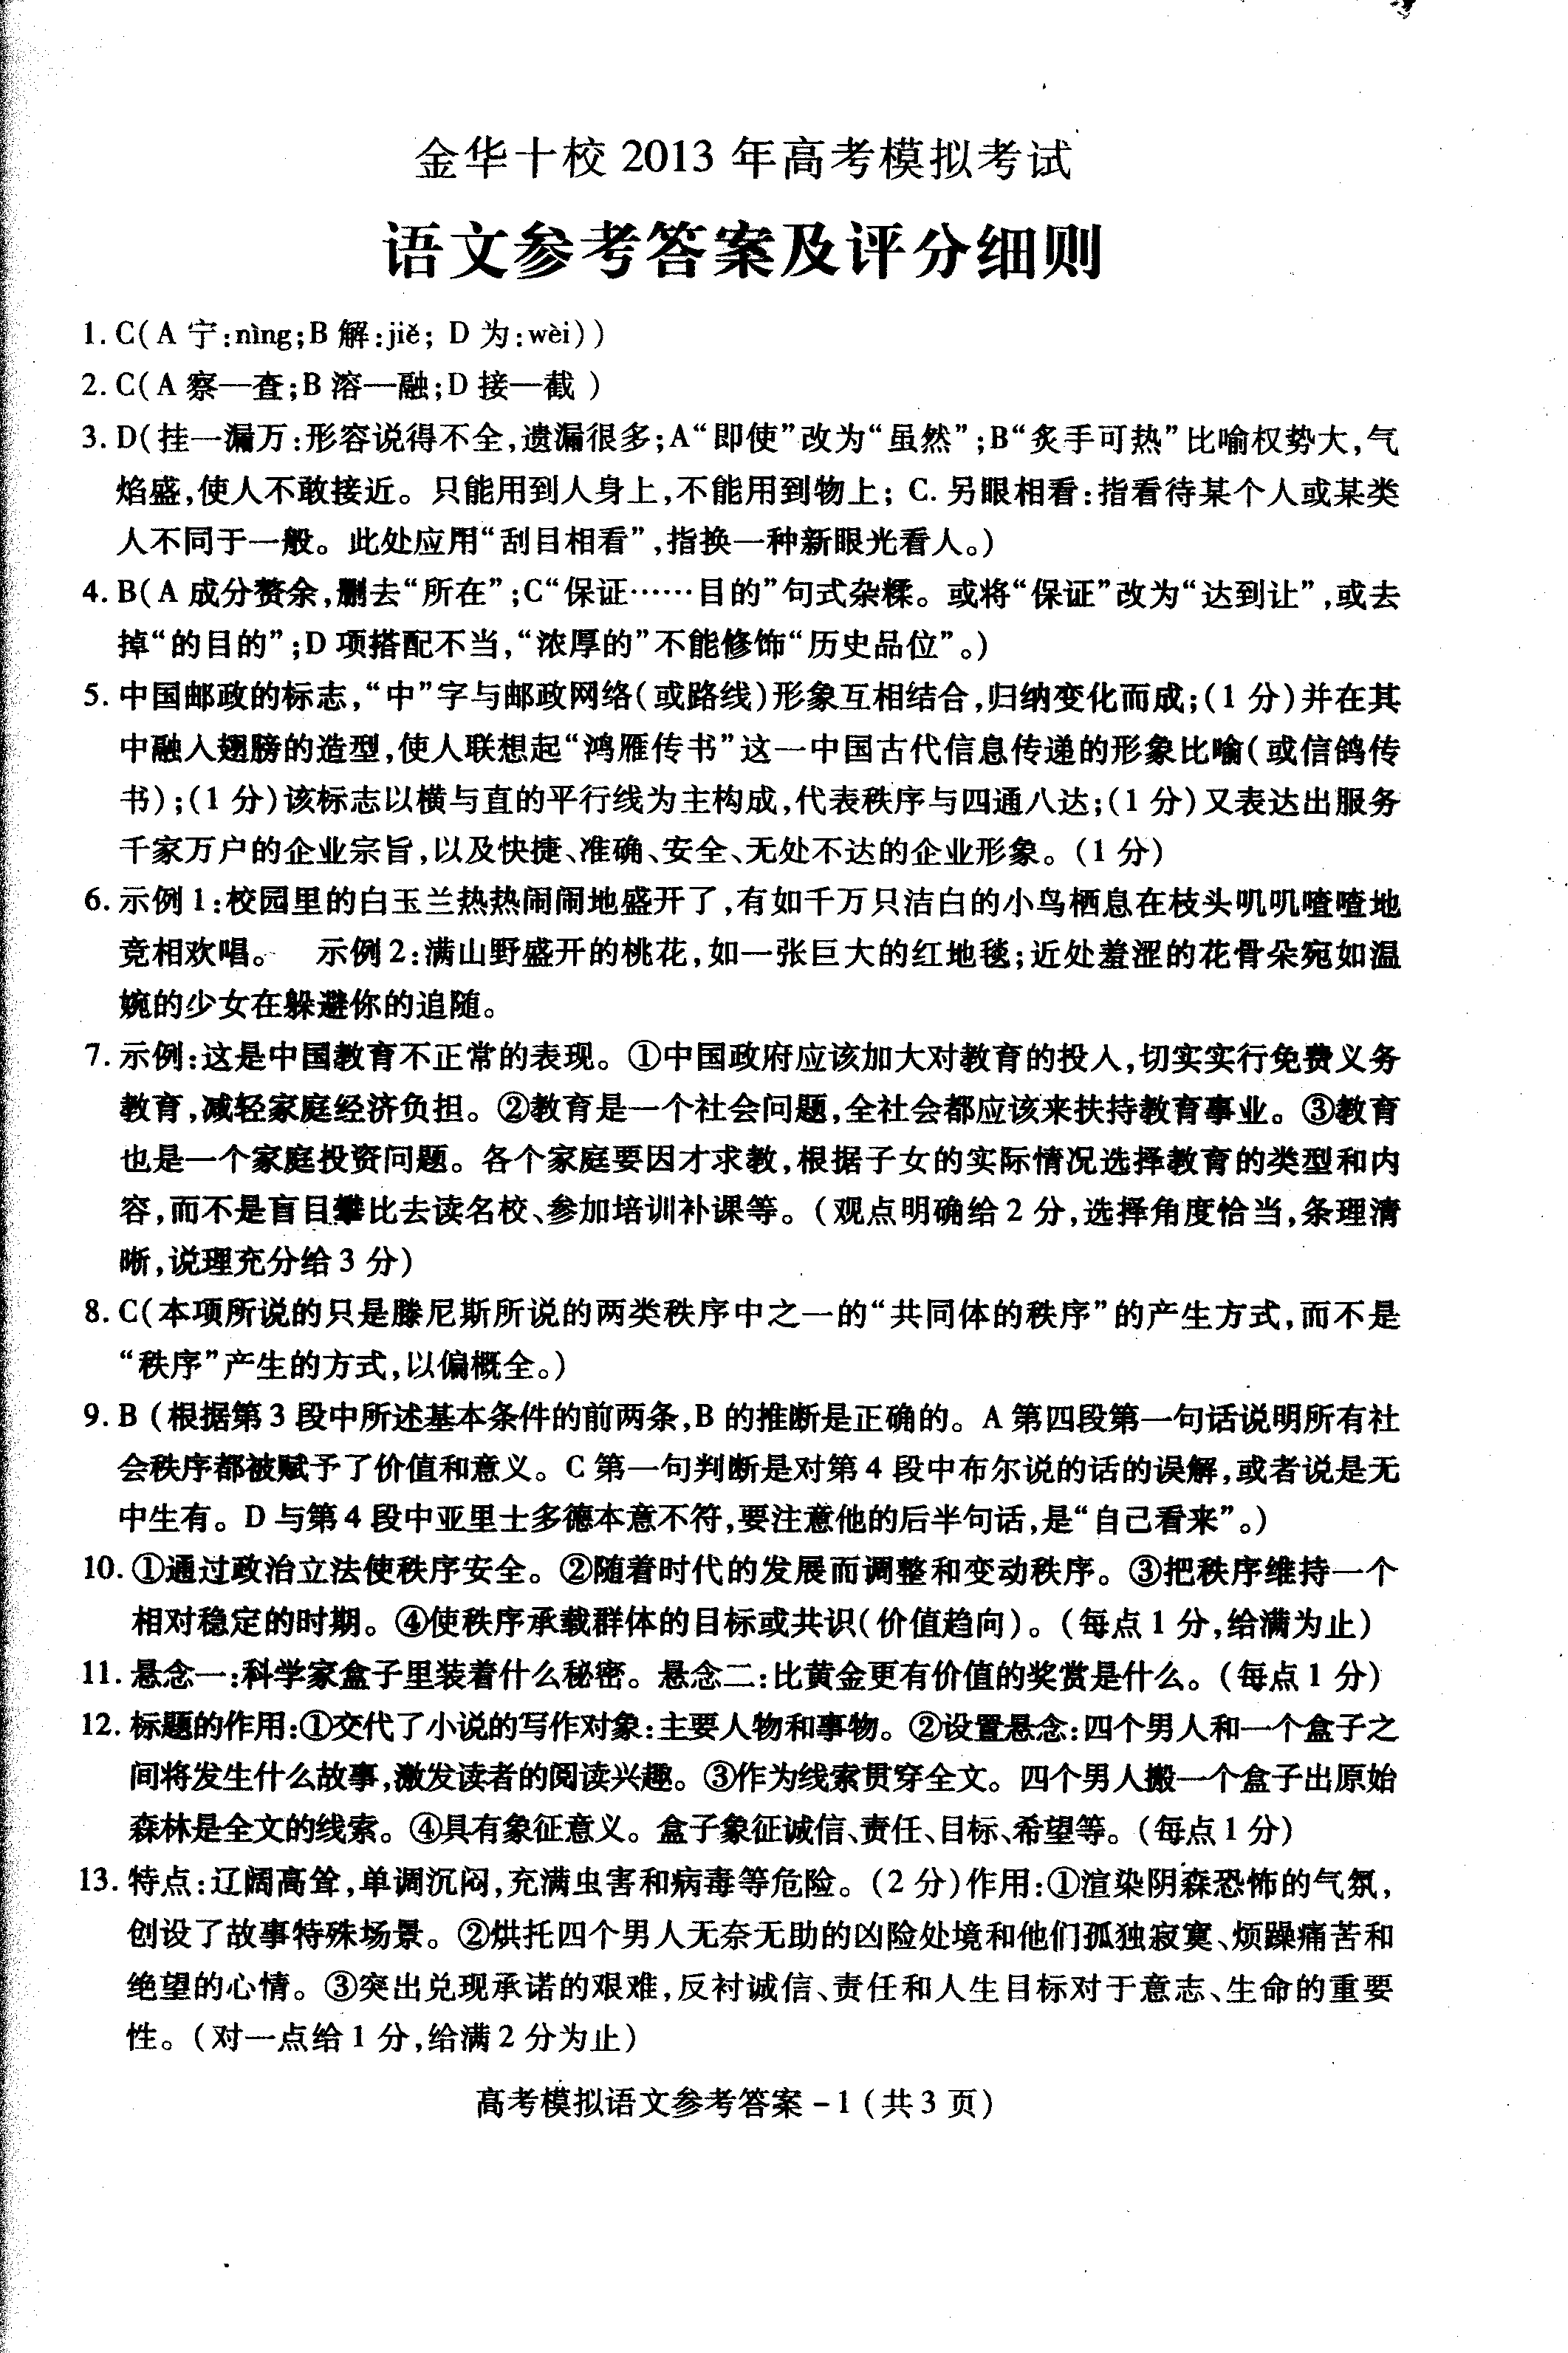 金华十校 2013 年高考模拟考试
语文参考答案及评分细则
1. C(A 宁:nìng;B 解:jiě; D 为:wèi))
2. C(A 察—查;B 溶—融;D 接—截 )
3. D(挂一漏万:形容说得不全,遗漏很多;A“即使”改为“虽然”;B“炙手可热”比喻权势大,气
焰盛,使人不敢接近。只能用到人身上,不能用到物上; C. 另眼相看:指看待某个人或某类
人不同于一般。此处应用“刮目相看”,指换一种新眼光看人。)
4. B(A 成分赘余,删去“所在”;C“保证……目的”句式杂糅。或将“保证”改为“达到让”,或去
掉“的目的”;D 项搭配不当,“浓厚的”不能修饰“历史品位”。)
5. 中国邮政的标志,“中”字与邮政网络(或路线)形象互相结合,归纳变化而成;(1 分)并在其
中融入翅膀的造型,使人联想起“鸿雁传书”这一中国古代信息传递的形象比喻(或信鸽传
书);(1 分)该标志以横与直的平行线为主构成,代表秩序与四通八达;(1 分)又表达出服务
千家万户的企业宗旨,以及快捷、准确、安全、无处不达的企业形象。(1 分)
6. 示例 1:校园里的白玉兰热热闹闹地盛开了,有如千万只洁白的小鸟栖息在枝头叽叽喳喳地
竞相欢唱。 示例 2:满山野盛开的桃花,如一张巨大的红地毯;近处羞涩的花骨朵宛如温
婉的少女在躲避你的追随。
7. 示例:这是中国教育不正常的表现。①中国政府应该加大对教育的投入,切实实行免费义务
教育,减轻家庭经济负担。②教育是一个社会问题,全社会都应该来扶持教育事业。③教育
也是一个家庭投资问题。各个家庭要因才求教,根据子女的实际情况选择教育的类型和内
容,而不是盲目攀比去读名校、参加培训补课等。(观点明确给 2 分,选择角度恰当,条理清
晰,说理充分给 3 分)
8. C(本项所说的只是滕尼斯所说的两类秩序中之一的“共同体的秩序”的产生方式,而不是
“秩序”产生的方式,以偏概全。)
9. B (根据第 3 段中所述基本条件的前两条,B 的推断是正确的。A 第四段第一句话说明所有社
会秩序都被赋予了价值和意义。C 第一句判断是对第 4 段中布尔说的话的误解,或者说是无
中生有。D 与第 4 段中亚里士多德本意不符,要注意他的后半句话,是“自己看来”。)
10. ①通过政治立法使秩序安全。②随着时代的发展而调整和变动秩序。③把秩序维持一个
相对稳定的时期。④使秩序承载群体的目标或共识(价值趋向)。(每点 1 分,给满为止)
11. 悬念一:科学家盒子里装着什么秘密。悬念二:比黄金更有价值的奖赏是什么。(每点 1 分)
12. 标题的作用:①交代了小说的写作对象:主要人物和事物。②设置悬念:四个男人和一个盒子之
间将发生什么故事,激发读者的阅读兴趣。③作为线索贯穿全文。四个男人搬一个盒子出原始
森林是全文的线索。④具有象征意义。盒子象征诚信、责任、目标、希望等。(每点 1 分)
13. 特点:辽阔高耸,单调沉闷,充满虫害和病毒等危险。(2 分)作用:①渲染阴森恐怖的气氛,
创设了故事特殊场景。②烘托四个男人无奈无助的凶险处境和他们孤独寂寞、烦躁痛苦和
绝望的心情。③突出兑现承诺的艰难,反衬诚信、责任和人生目标对于意志、生命的重要
性。(对一点给 1 分,给满 2 分为止)
高考模拟语文参考答案 – 1 (共 3 页)